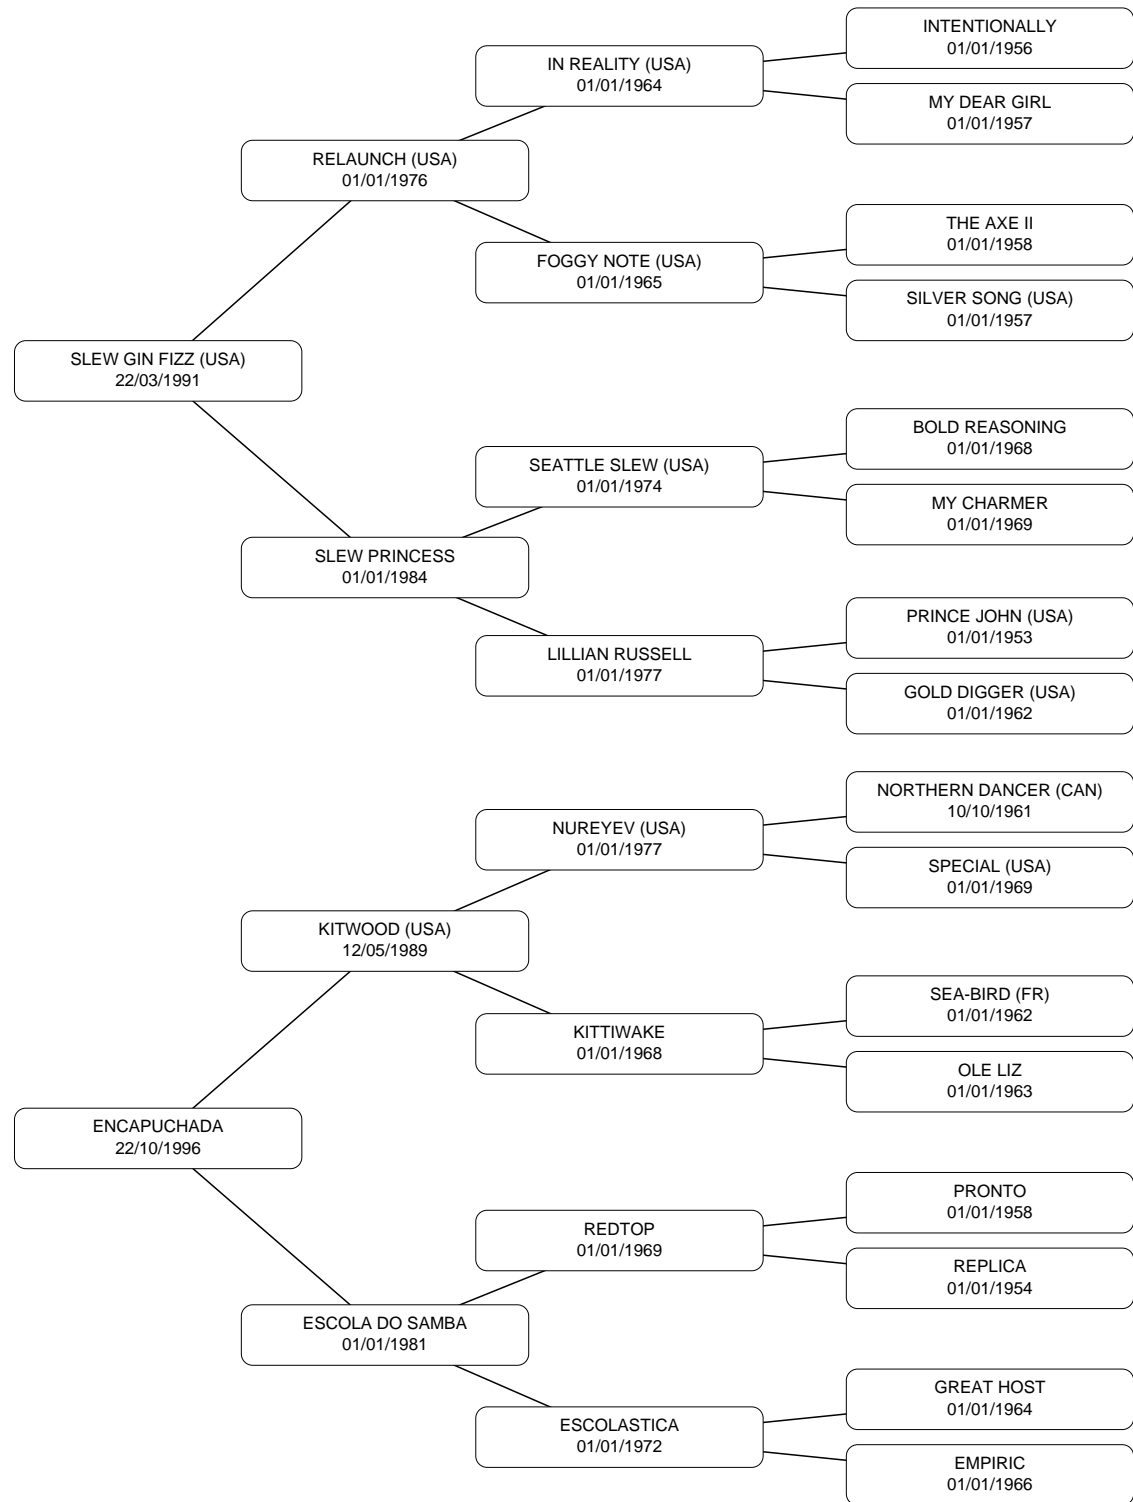 INTENTIONALLY
01/01/1956
IN REALITY (USA)
01/01/1964
MY DEAR GIRL
01/01/1957
RELAUNCH (USA)
01/01/1976
THE AXE II
01/01/1958
FOGGY NOTE (USA)
01/01/1965
SILVER SONG (USA)
01/01/1957
SLEW GIN FIZZ (USA)
22/03/1991
BOLD REASONING
01/01/1968
SEATTLE SLEW (USA)
01/01/1974
MY CHARMER
01/01/1969
SLEW PRINCESS
01/01/1984
PRINCE JOHN (USA)
01/01/1953
LILLIAN RUSSELL
01/01/1977
GOLD DIGGER (USA)
01/01/1962
NORTHERN DANCER (CAN)
10/10/1961
NUREYEV (USA)
01/01/1977
SPECIAL (USA)
01/01/1969
KITWOOD (USA)
12/05/1989
SEA-BIRD (FR)
01/01/1962
KITTIWAKE
01/01/1968
OLE LIZ
01/01/1963
ENCAPUCHADA
22/10/1996
PRONTO
01/01/1958
REDTOP
01/01/1969
REPLICA
01/01/1954
ESCOLA DO SAMBA
01/01/1981
GREAT HOST
01/01/1964
ESCOLASTICA
01/01/1972
EMPIRIC
01/01/1966